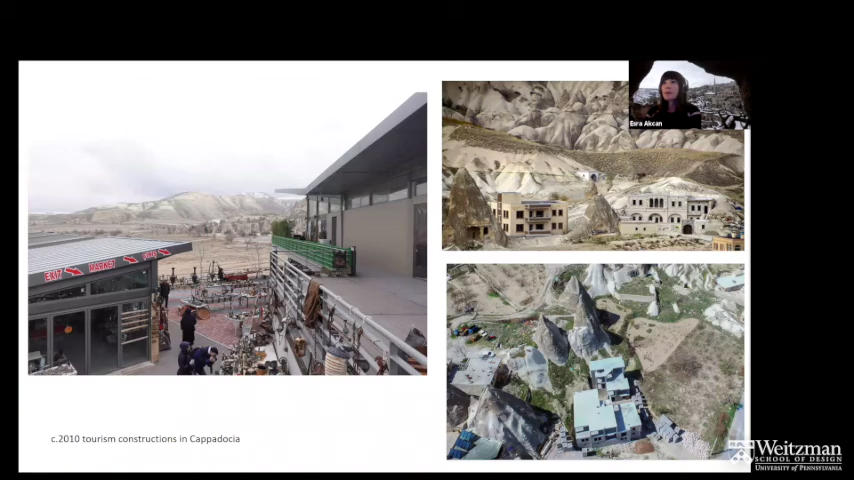 Esra Akcan
EXIT MARKET
c.2010 tourism constructions in Cappadocia
Weitzman
SCHOOL OF DESIGN
UNIVERSITY OF PENNSYLVANIA